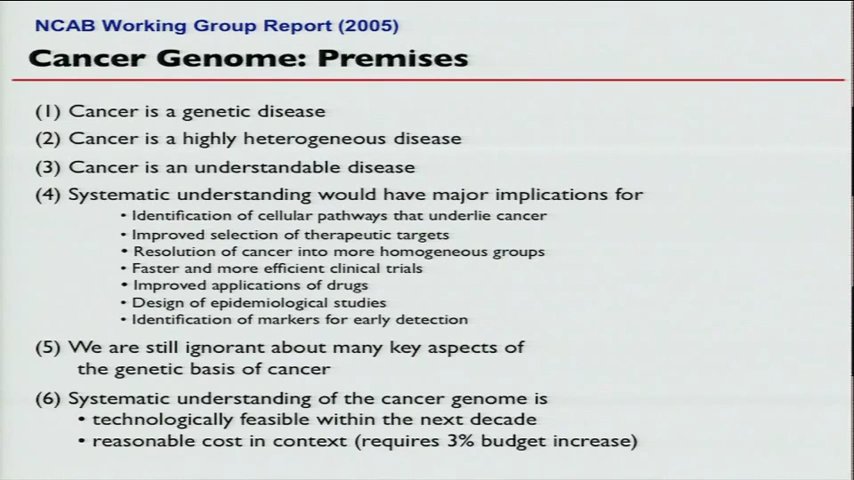 NCAB Working Group Report (2005)
Cancer Genome: Premises
(1) Cancer is a genetic disease
(2) Cancer is a highly heterogeneous disease
(3) Cancer is an understandable disease
(4) Systematic understanding would have major implications for
• Identification of cellular pathways that underlie cancer
• Improved selection of therapeutic targets
• Resolution of cancer into more homogeneous groups
• Faster and more efficient clinical trials
• Improved applications of drugs
• Design of epidemiological studies
• Identification of markers for early detection
(5) We are still ignorant about many key aspects of
the genetic basis of cancer
(6) Systematic understanding of the cancer genome is
• technologically feasible within the next decade
• reasonable cost in context (requires 3% budget increase)